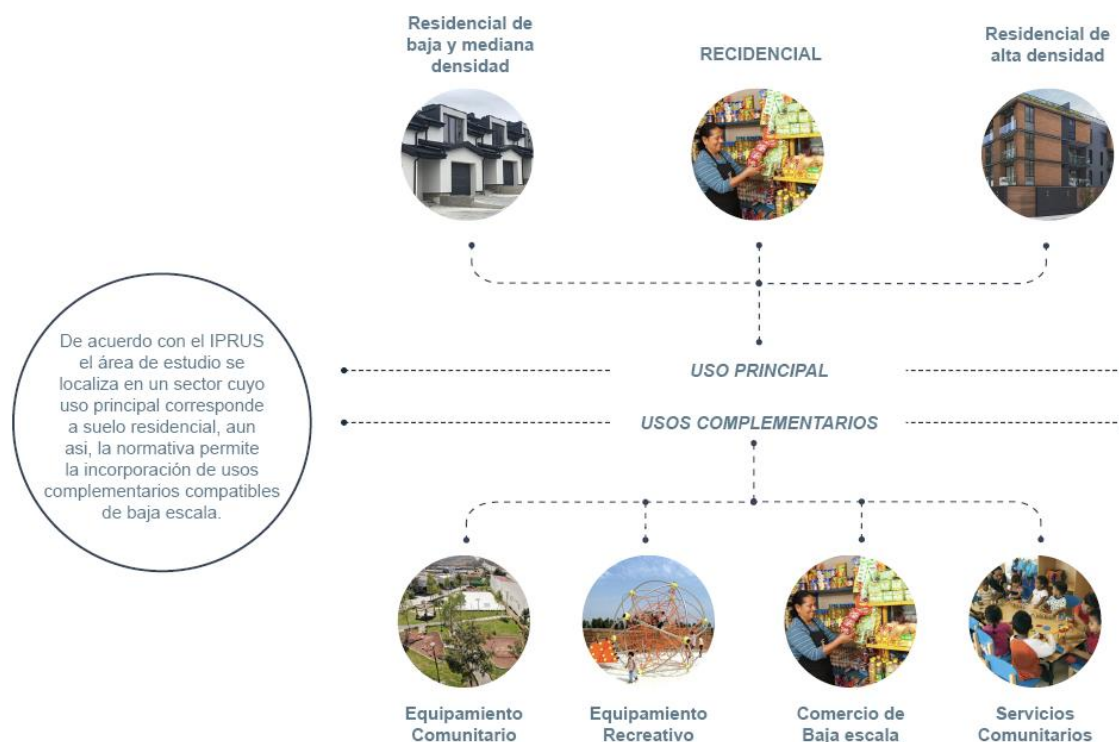 Residencial de
baja y mediana
densidad
RECIDENCIAL
Residencial de
alta densidad
De acuerdo con el IPRUS
el área de estudio se
localiza en un sector cuyo
uso principal corresponde
a suelo residencial, aun
asi, la normativa permite
la incorporación de usos
complementarios compatibles
de baja escala.
USO PRINCIPAL
USOS COMPLEMENTARIOS
Equipamiento
Comunitario
Equipamiento
Recreativo
Comercio de
Baja escala
Servicios
Comunitarios